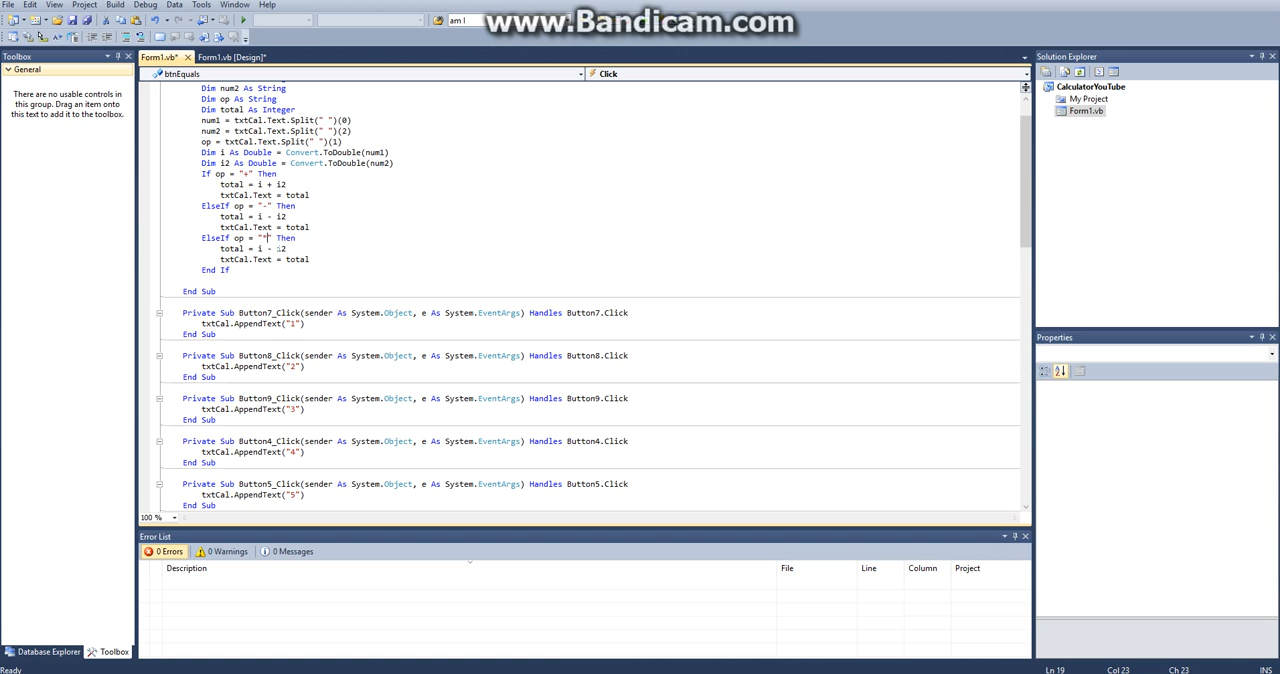 File Edit View Project Build Debug Data Tools Window Help
am I
www.Bandicam.com
Toolbox
General
There are no usable controls in
this group. Drag an item onto
this text to add it to the toolbox.
Form1.vb* Form1.vb [Design]*
btnEquals Click
Dim num2 As String
Dim op As String
Dim total As Integer
num1 = txtCal.Text.Split(" ")(0)
num2 = txtCal.Text.Split(" ")(2)
op = txtCal.Text.Split(" ")(1)
Dim i As Double = Convert.ToDouble(num1)
Dim i2 As Double = Convert.ToDouble(num2)
If op = "+" Then
total = i + i2
txtCal.Text = total
ElseIf op = "-" Then
total = i - i2
txtCal.Text = total
ElseIf op = "*" Then
total = i - i2
txtCal.Text = total
End If
End Sub
Private Sub Button7_Click(sender As System.Object, e As System.EventArgs) Handles Button7.Click
txtCal.AppendText("1")
End Sub
Private Sub Button8_Click(sender As System.Object, e As System.EventArgs) Handles Button8.Click
txtCal.AppendText("2")
End Sub
Private Sub Button9_Click(sender As System.Object, e As System.EventArgs) Handles Button9.Click
txtCal.AppendText("3")
End Sub
Private Sub Button4_Click(sender As System.Object, e As System.EventArgs) Handles Button4.Click
txtCal.AppendText("4")
End Sub
Private Sub Button5_Click(sender As System.Object, e As System.EventArgs) Handles Button5.Click
txtCal.AppendText("5")
End Sub
100 %
Error List
0 Errors 0 Warnings 0 Messages
Description File Line Column Project
Solution Explorer
CalculatorYouTube
My Project
Form1.vb
Properties
Database Explorer Toolbox
Ready Ln 19 Col 23 Ch 23 INS